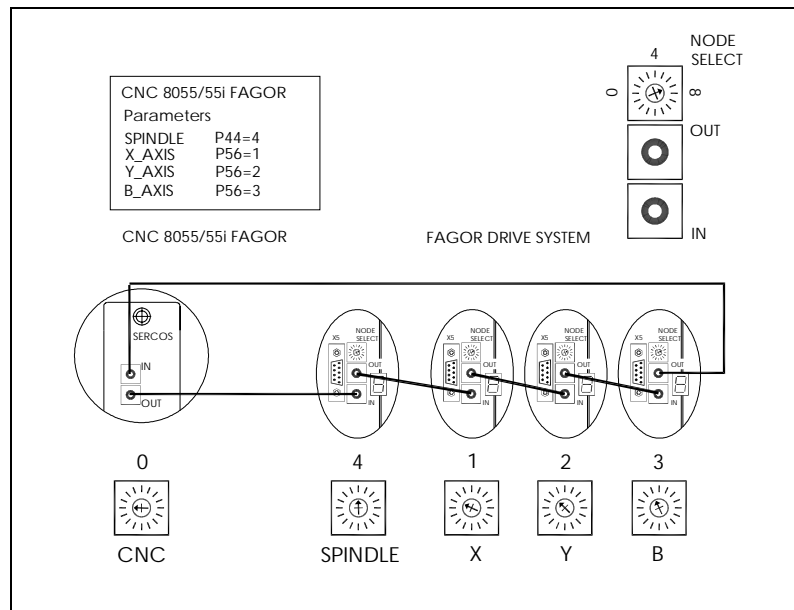 CNC 8055/55i FAGOR
Parameters
SPINDLE P44=4
X_AXIS P56=1
Y_AXIS P56=2
B_AXIS P56=3
NODE
SELECT
4
0
8
OUT
IN
CNC 8055/55i FAGOR
FAGOR DRIVE SYSTEM
SERCOS
IN
OUT
X5
NODE
SELECT
OUT
IN
X5
NODE
SELECT
OUT
IN
X5
NODE
SELECT
OUT
IN
X5
NODE
SELECT
OUT
IN
0
4
1
2
3
CNC
SPINDLE
X
Y
B